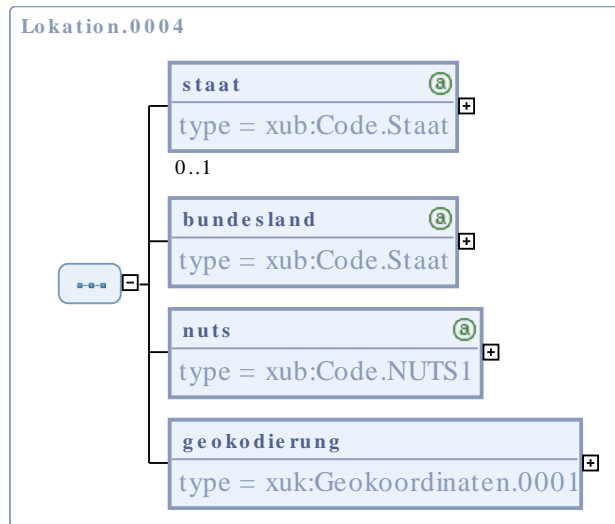 Lokation.0004
staat
type = xub:Code.Staat
0..1
bundesland
type = xub:Code.Staat
nuts
type = xub:Code.NUTS1
geokodierung
type = xuk:Geokoordinaten.0001